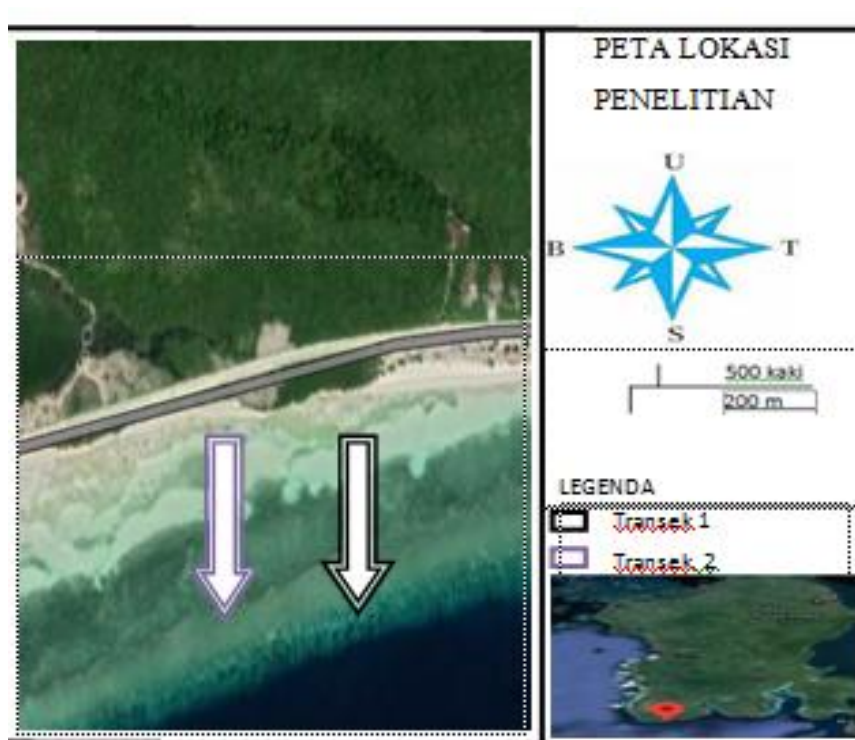 PETA LOKASI
PENELITIAN
U
B
T
S
500 kaki
200 m
LEGENDA
Transek 1
Transek 2